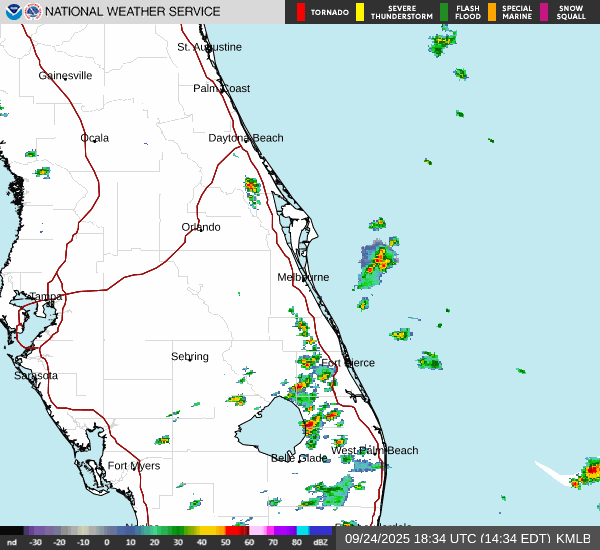 NATIONAL WEATHER SERVICE
TORNADO
SEVERE THUNDERSTORM
FLASH FLOOD
SPECIAL MARINE
SNOW SQUALL
St. Augustine
Gainesville
Palm Coast
Ocala
Daytona Beach
Orlando
Melbourne
Tampa
Sebring
Fort Pierce
Sarasota
West Palm Beach
Belle Glade
Fort Myers
nd -30 -20 -10 0 10 20 30 40 50 60 70 80 dBZ
09/24/2025 18:34 UTC (14:34 EDT) KMLB